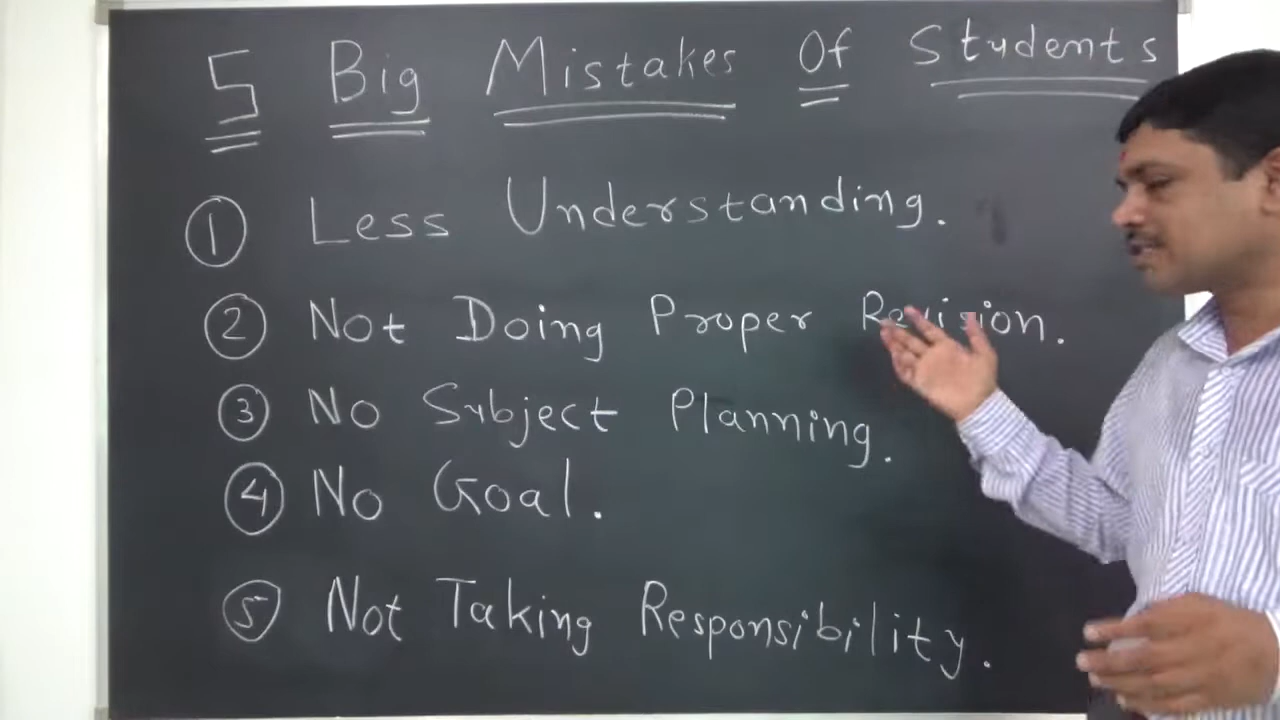 5 Big Mistakes Of Students
① Less Understanding.
② Not Doing Proper Revision.
③ No Subject Planning.
④ No Goal.
⑤ Not Taking Responsibility.